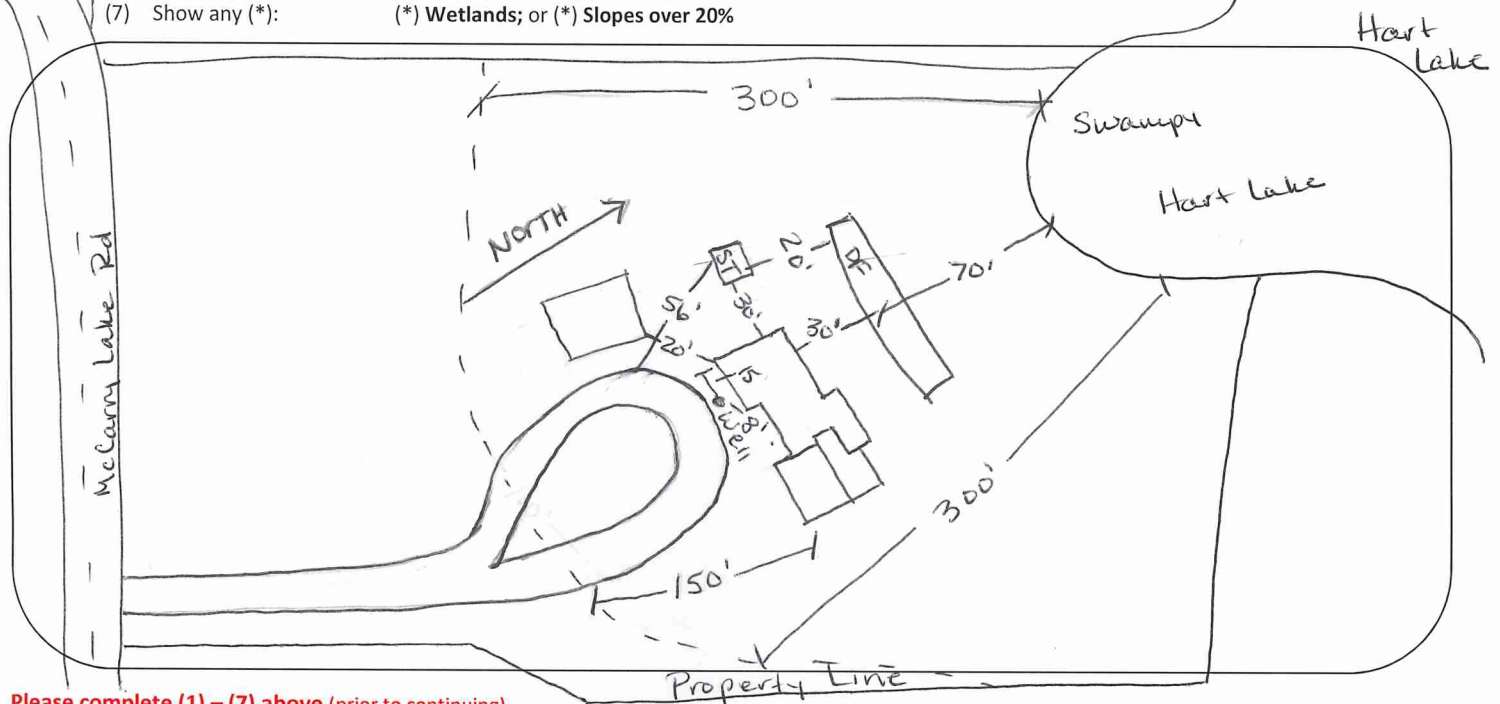 (7) Show any (*): (*) Wetlands; or (*) Slopes over 20%
Hart
Lake
300'
Swampy
Hart Lake
NORTH
ST
20'
DF
70'
56'
30'
20'
30'
15
8'
Well
McCarry Lake Rd
300'
150'
Property Line
Please complete (1) – (7) above (prior to continuing)